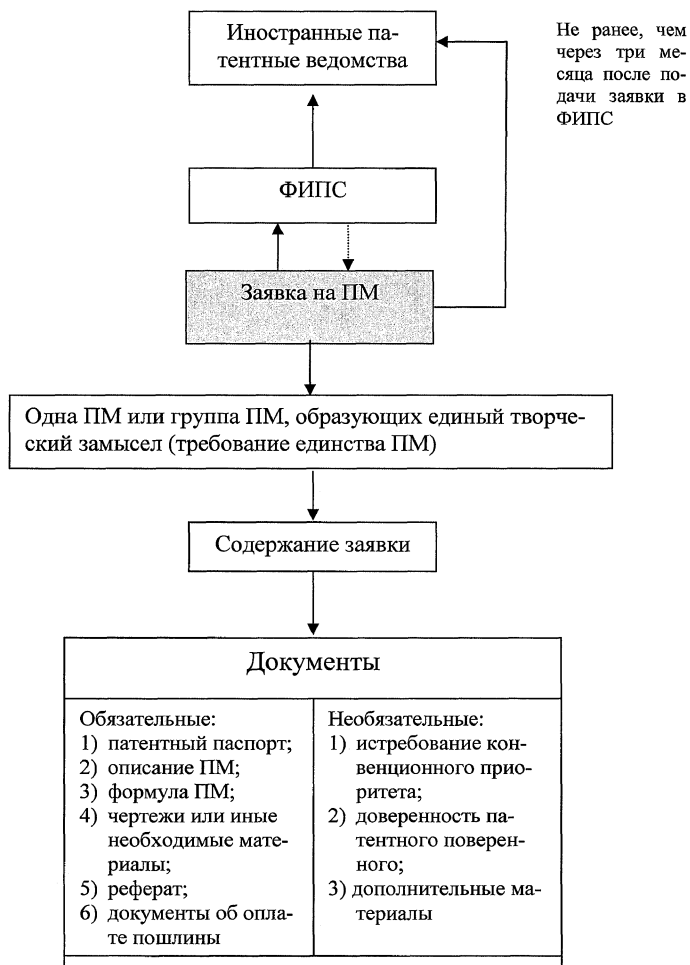 Иностранные па-
тентные ведомства
Не ранее, чем
через три ме-
сяца после по-
дачи заявки в
ФИПС
ФИПС
Заявка на ПМ
Одна ПМ или группа ПМ, образующих единый творче-
ский замысел (требование единства ПМ)
Содержание заявки
Документы
Обязательные:
1) патентный паспорт;
2) описание ПМ;
3) формула ПМ;
4) чертежи или иные
необходимые мате-
риалы;
5) реферат;
6) документы об опла-
те пошлины
Необязательные:
1) истребование кон-
венционного прио-
ритета;
2) доверенность па-
тентного поверен-
ного;
3) дополнительные ма-
териалы